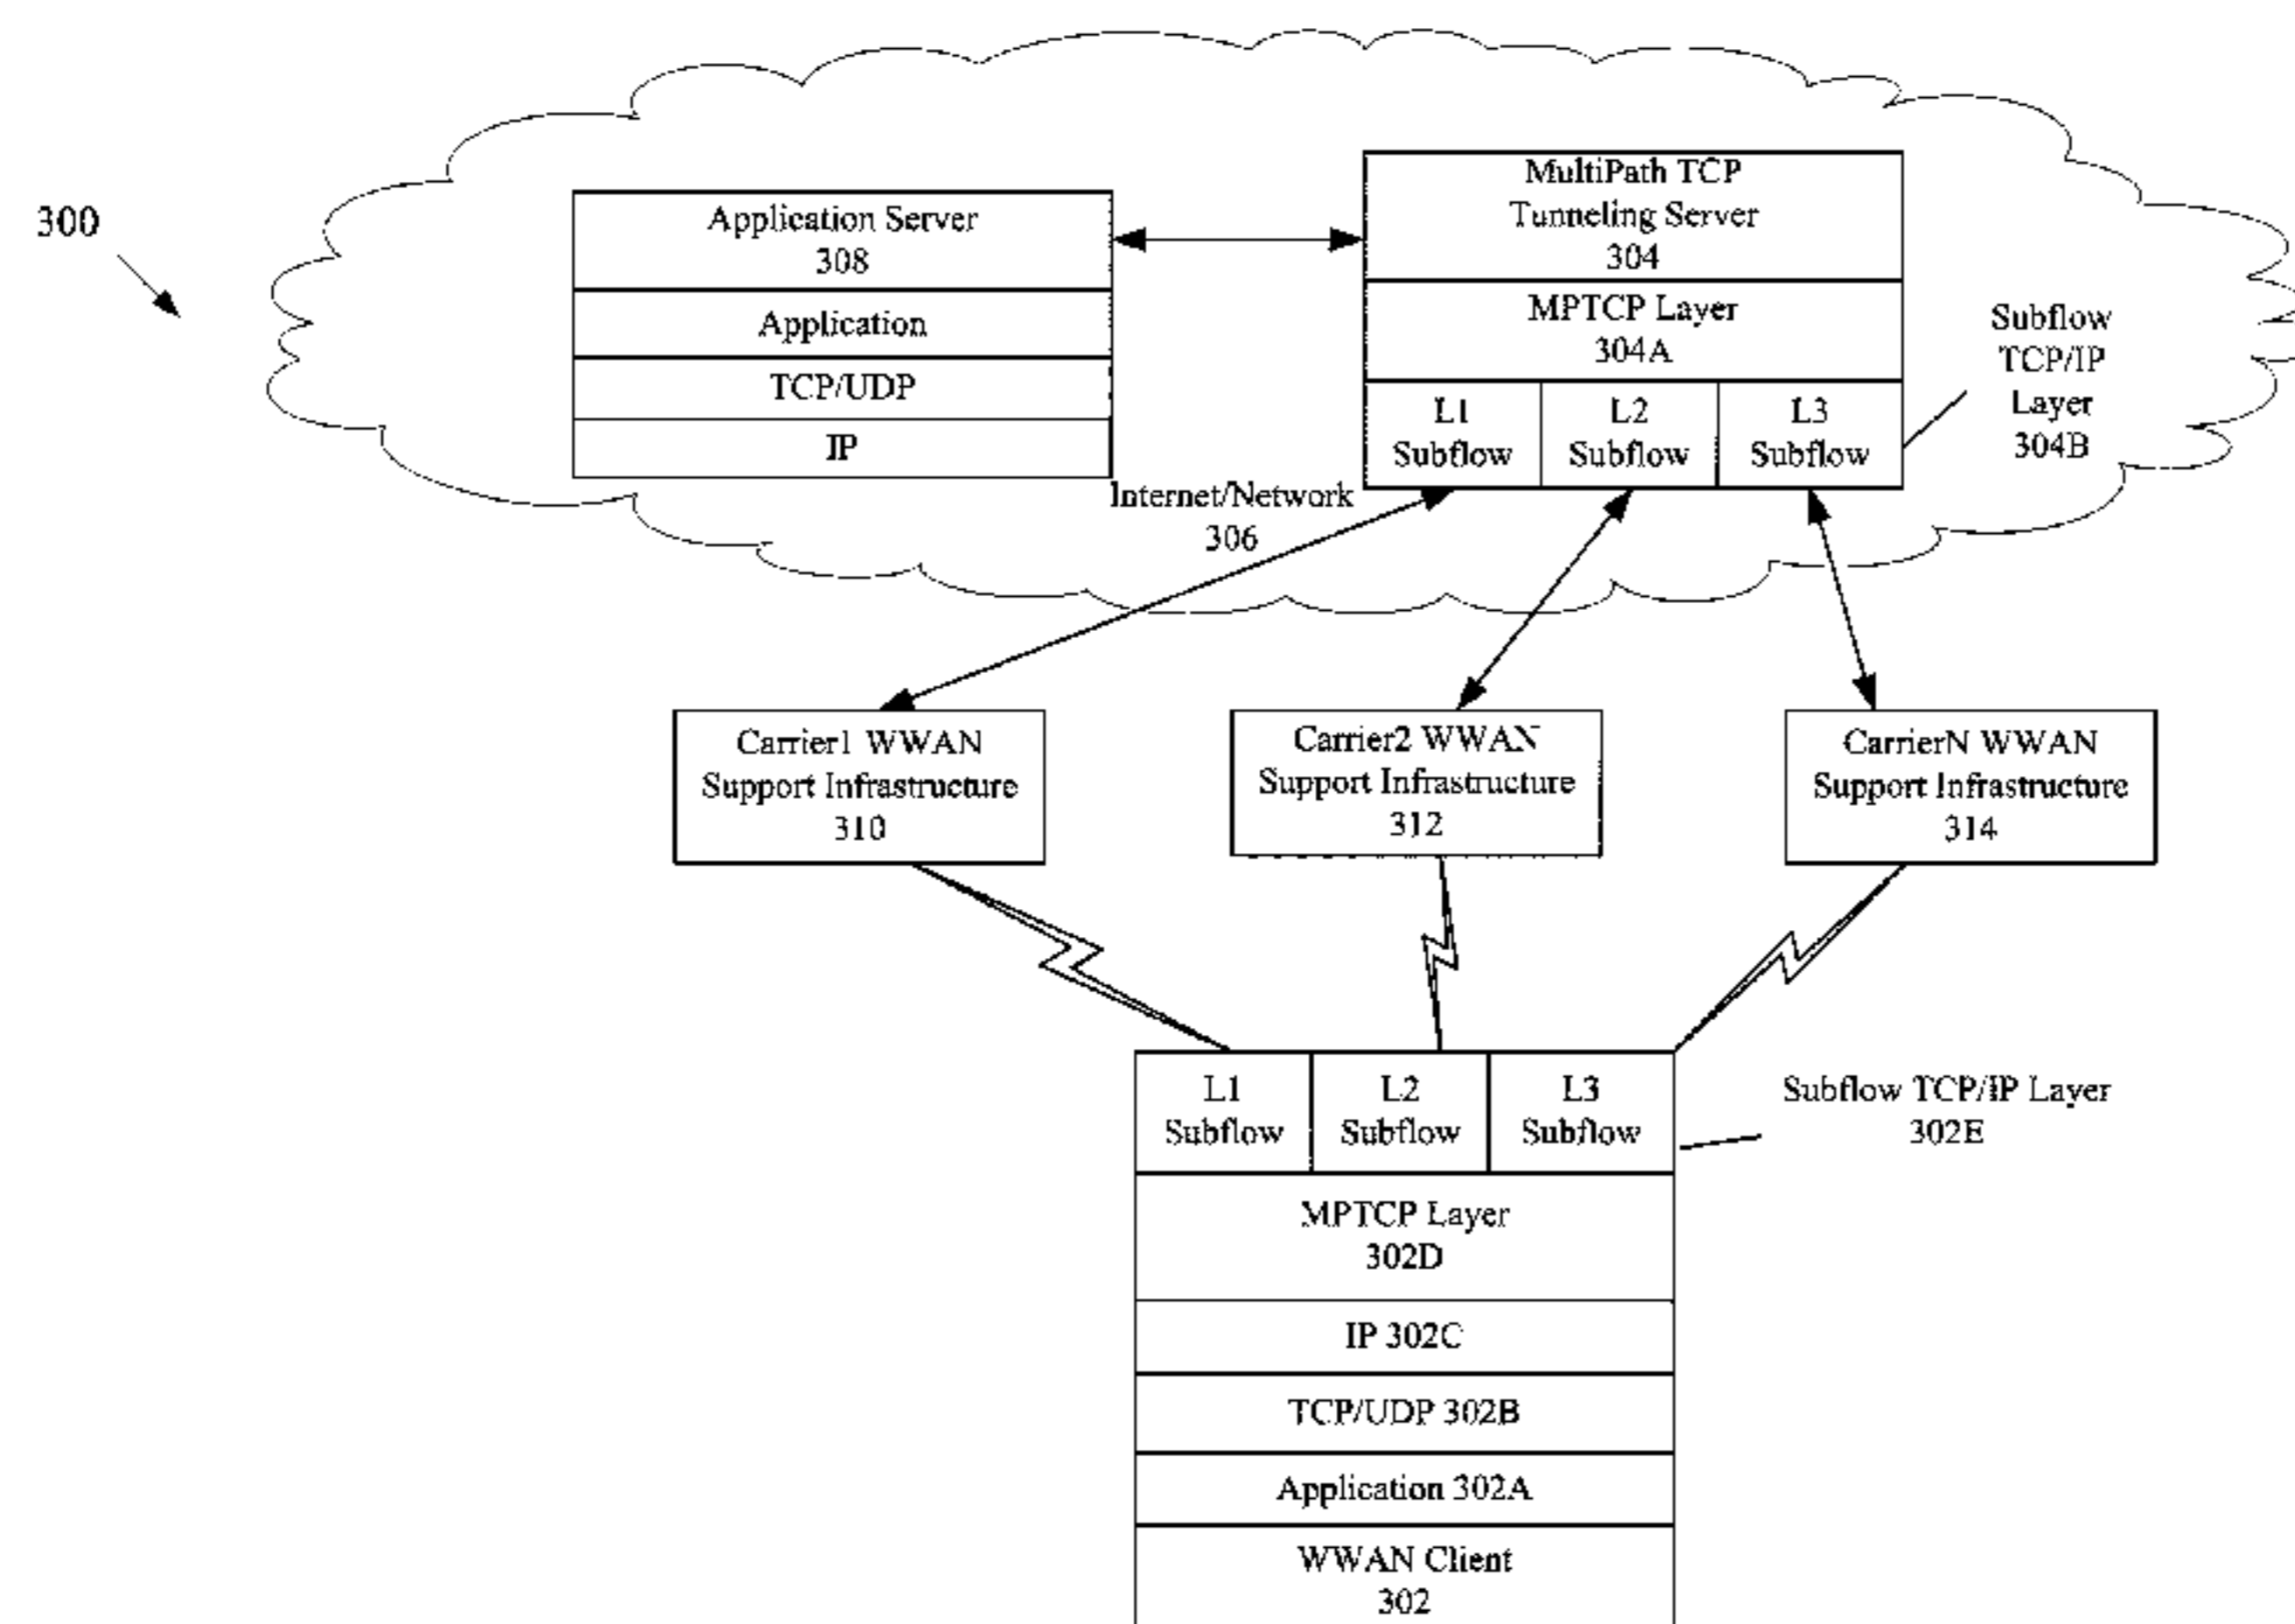 300
Application Server
308
Application
TCP/UDP
IP
MultiPath TCP
Tunneling Server
304
MPTCP Layer
304A
L1
Subflow
L2
Subflow
L3
Subflow
Subflow
TCP/IP
Layer
304B
Internet/Network
306
Carrier1 WWAN
Support Infrastructure
310
Carrier2 WWAN
Support Infrastructure
312
CarrierN WWAN
Support Infrastructure
314
L1
Subflow
L2
Subflow
L3
Subflow
Subflow TCP/IP Layer
302E
MPTCP Layer
302D
IP 302C
TCP/UDP 302B
Application 302A
WWAN Client
302